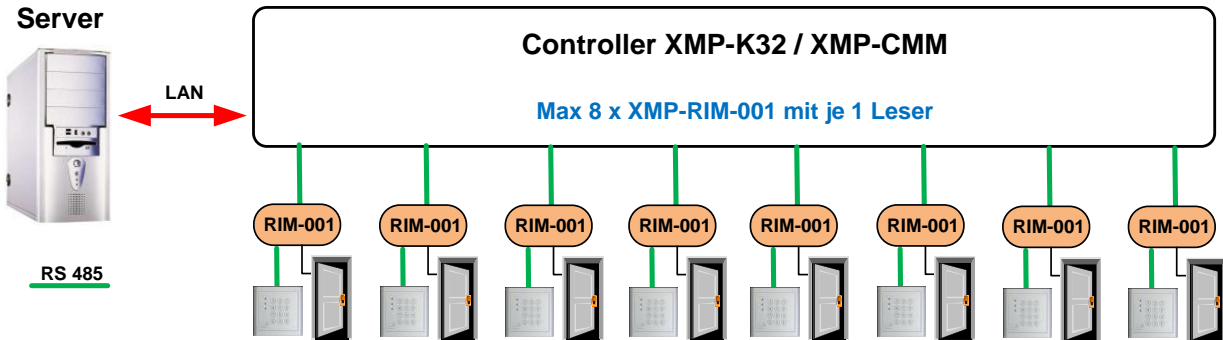 Server
Controller XMP-K32 / XMP-CMM
LAN
Max 8 x XMP-RIM-001 mit je 1 Leser
RIM-001
RIM-001
RIM-001
RIM-001
RIM-001
RIM-001
RIM-001
RIM-001
RS 485